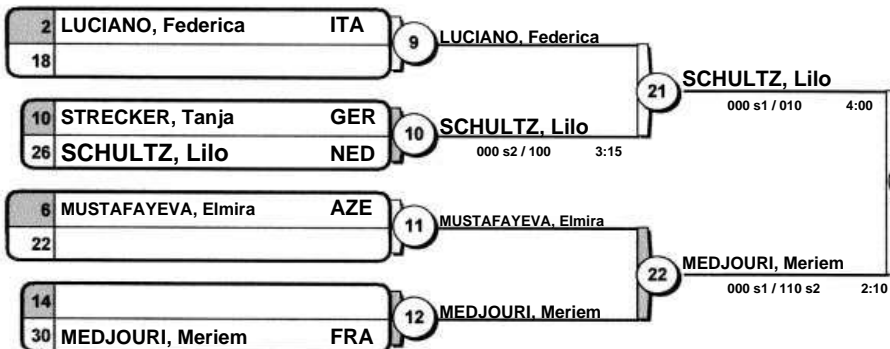 2 LUCIANO, Federica ITA
18
9 LUCIANO, Federica
10 STRECKER, Tanja GER
26 SCHULTZ, Lilo NED
10 SCHULTZ, Lilo
000 s2 / 100 3:15
21 SCHULTZ, Lilo
000 s1 / 010 4:00
6 MUSTAFAYEVA, Elmira AZE
22
11 MUSTAFAYEVA, Elmira
14
30 MEDJOURI, Meriem FRA
12 MEDJOURI, Meriem
22 MEDJOURI, Meriem
000 s1 / 110 s2 2:10